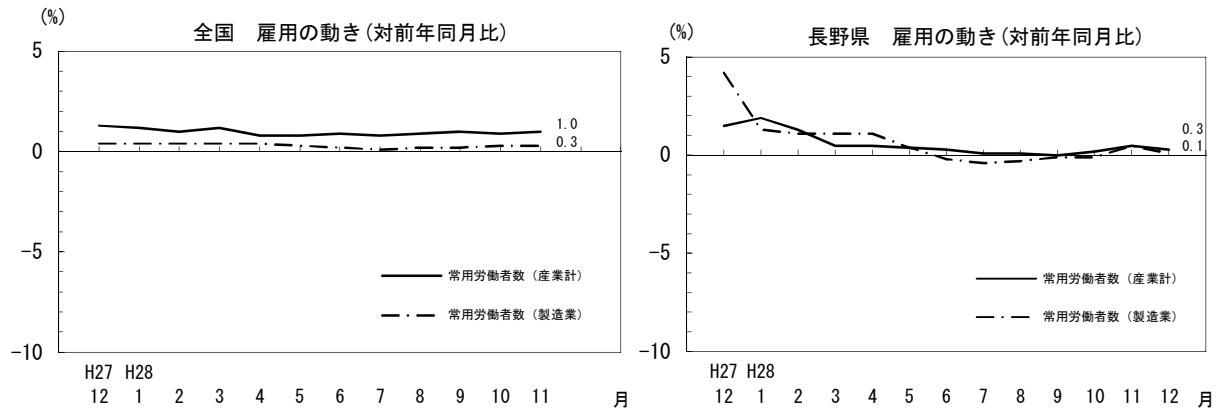 (%)
全国　雇用の動き(対前年同月比)
5
1.0
0.3
0
-5
常用労働者数（産業計）
常用労働者数（製造業）
-10
H27 H28
12 1 2 3 4 5 6 7 8 9 10 11 月
(%)
長野県　雇用の動き(対前年同月比)
5
0.3
0.1
0
-5
常用労働者数（産業計）
常用労働者数（製造業）
-10
H27 H28
12 1 2 3 4 5 6 7 8 9 10 11 12 月